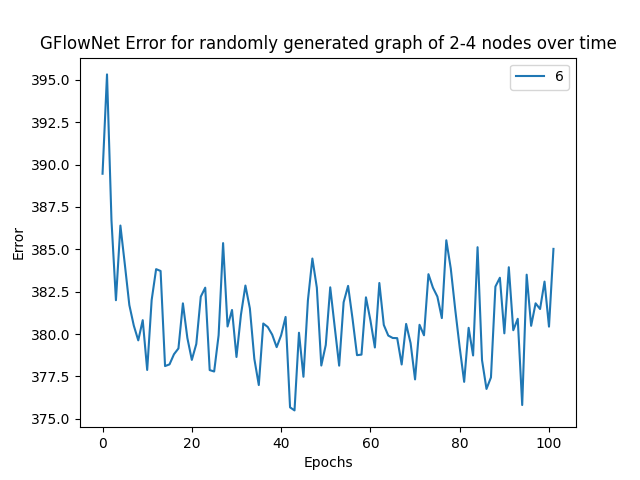 GFlowNet Error for randomly generated graph of 2-4 nodes over time
6
395.0
392.5
390.0
387.5
385.0
382.5
380.0
377.5
375.0
Error
0 20 40 60 80 100
Epochs